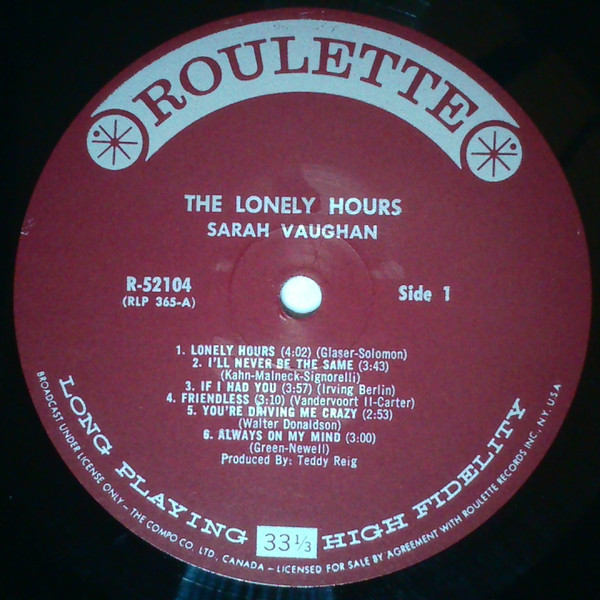 ROULETTE
THE LONELY HOURS
SARAH VAUGHAN
R-52104
(RLP 365-A)
Side 1
1. LONELY HOURS (4:02) (Glaser-Solomon)
2. I'LL NEVER BE THE SAME (3:43)
(Kahn-Malneck-Signorelli)
3. IF I HAD YOU (3:57) (Irving Berlin)
4. FRIENDLESS (3:10) (Vandervoort II-Carter)
5. YOU'RE DRIVING ME CRAZY (2:53)
(Walter Donaldson)
6. ALWAYS ON MY MIND (3:00)
(Green-Newell)
Produced By: Teddy Reig
LONG PLAYING 33 1/3 HIGH FIDELITY
BROADCAST UNDER LICENSE ONLY – THE COMPO CO. LTD., CANADA – LICENSED FOR SALE BY AGREEMENT WITH ROULETTE RECORDS INC., N.Y. U.S.A